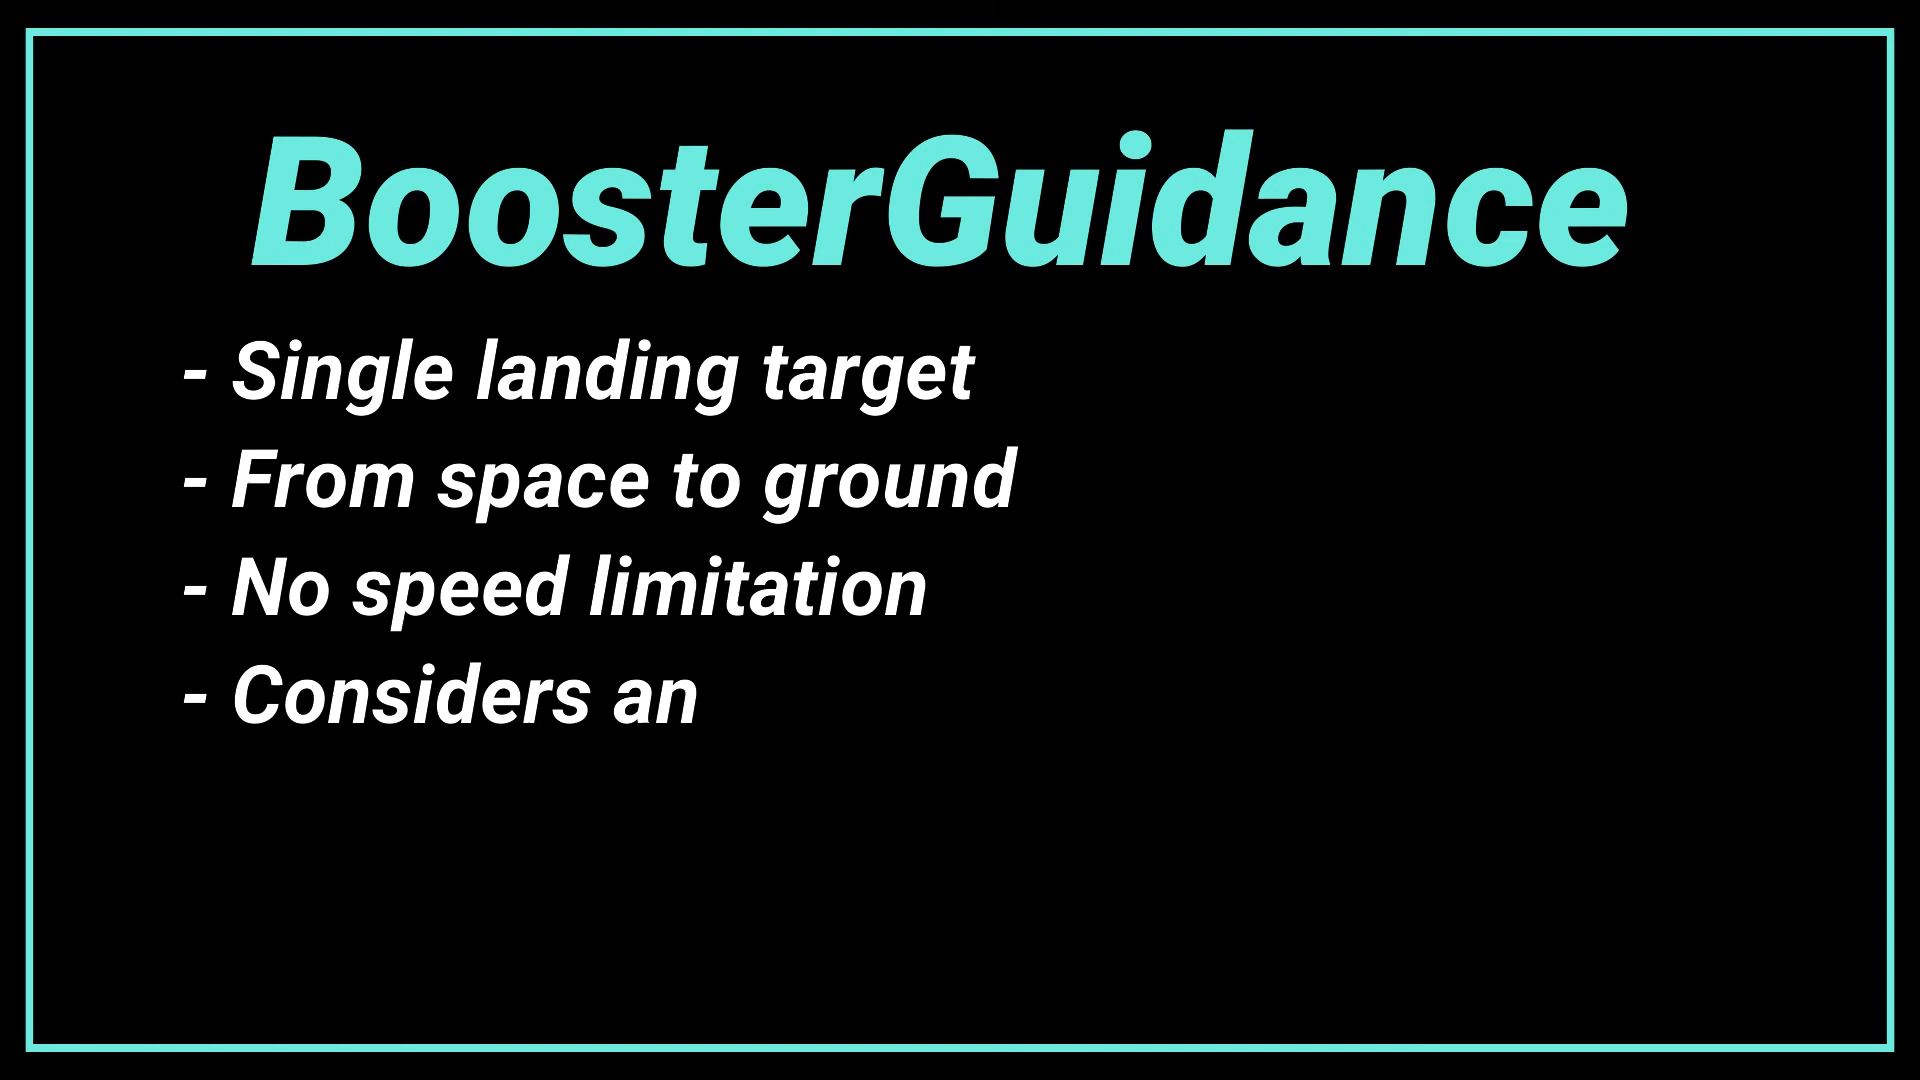 BoosterGuidance
- Single landing target
- From space to ground
- No speed limitation
- Considers an